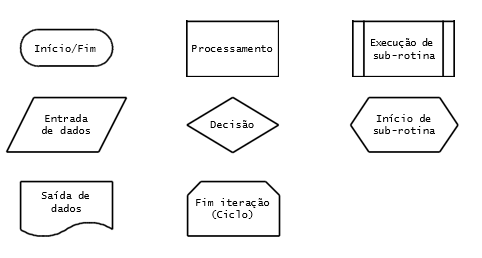 Início/Fim
Processamento
Execução de
sub-rotina
Entrada
de dados
Decisão
Início de
sub-rotina
Saída de
dados
Fim iteração
(Ciclo)